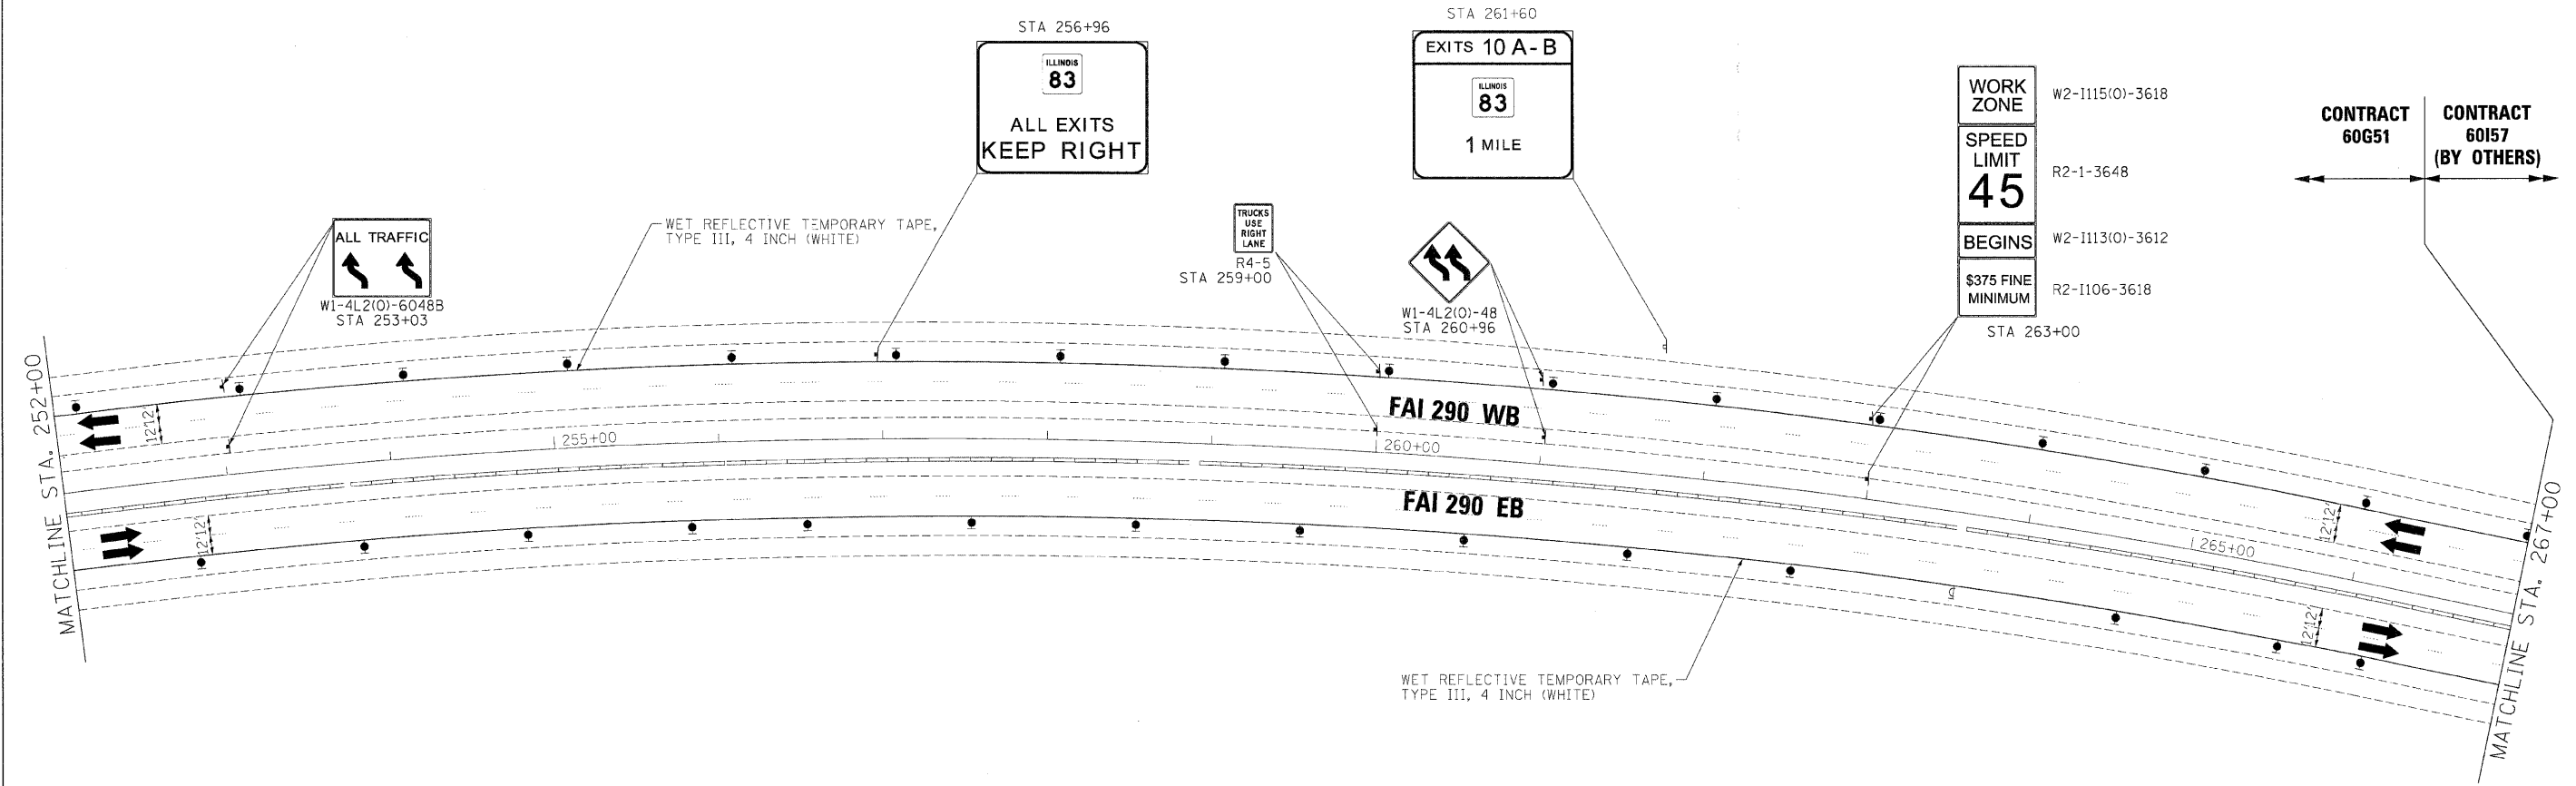 STA 256+96
ILLINOIS
83
ALL EXITS
KEEP RIGHT
STA 261+60
EXITS 10 A-B
ILLINOIS
83
1 MILE
WORK
ZONE
W2-I115(O)-3618
SPEED
LIMIT
45
R2-1-3648
BEGINS
W2-I113(O)-3612
$375 FINE
MINIMUM
R2-I106-3618
STA 263+00
CONTRACT
60G51
CONTRACT
60I57
(BY OTHERS)
ALL TRAFFIC
W1-4L2(O)-6048B
STA 253+03
WET REFLECTIVE TEMPORARY TAPE,
TYPE III, 4 INCH (WHITE)
TRUCKS
USE
RIGHT
LANE
R4-5
STA 259+00
W1-4L2(O)-48
STA 260+96
MATCHLINE STA. 252+00
12'12'
255+00
FAI 290 WB
260+00
FAI 290 EB
12'12'
265+00
12'12'
12'12'
WET REFLECTIVE TEMPORARY TAPE,
TYPE III, 4 INCH (WHITE)
MATCHLINE STA. 267+00